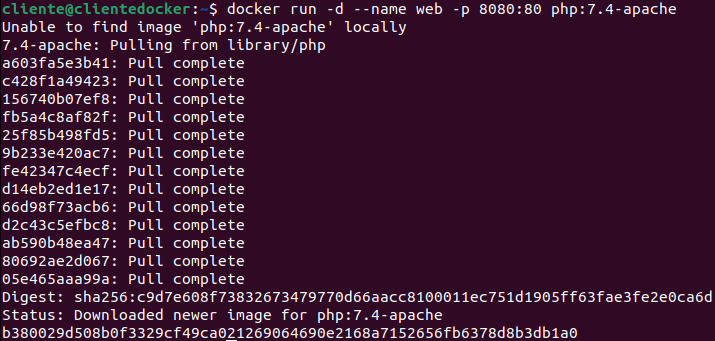 cliente@clientedocker:~$ docker run -d --name web -p 8080:80 php:7.4-apache
Unable to find image 'php:7.4-apache' locally
7.4-apache: Pulling from library/php
a603fa5e3b41: Pull complete
c428f1a49423: Pull complete
156740b07ef8: Pull complete
fb5a4c8af82f: Pull complete
25f85b498fd5: Pull complete
9b233e420ac7: Pull complete
fe42347c4ecf: Pull complete
d14eb2ed1e17: Pull complete
66d98f73acb6: Pull complete
d2c43c5efbc8: Pull complete
ab590b48ea47: Pull complete
80692ae2d067: Pull complete
05e465aaa99a: Pull complete
Digest: sha256:c9d7e608f73832673479770d66aacc8100011ec751d1905ff63fae3fe2e0ca6d
Status: Downloaded newer image for php:7.4-apache
b380029d508b0f3329cf49ca021269064690e2168a7152656fb6378d8b3db1a0